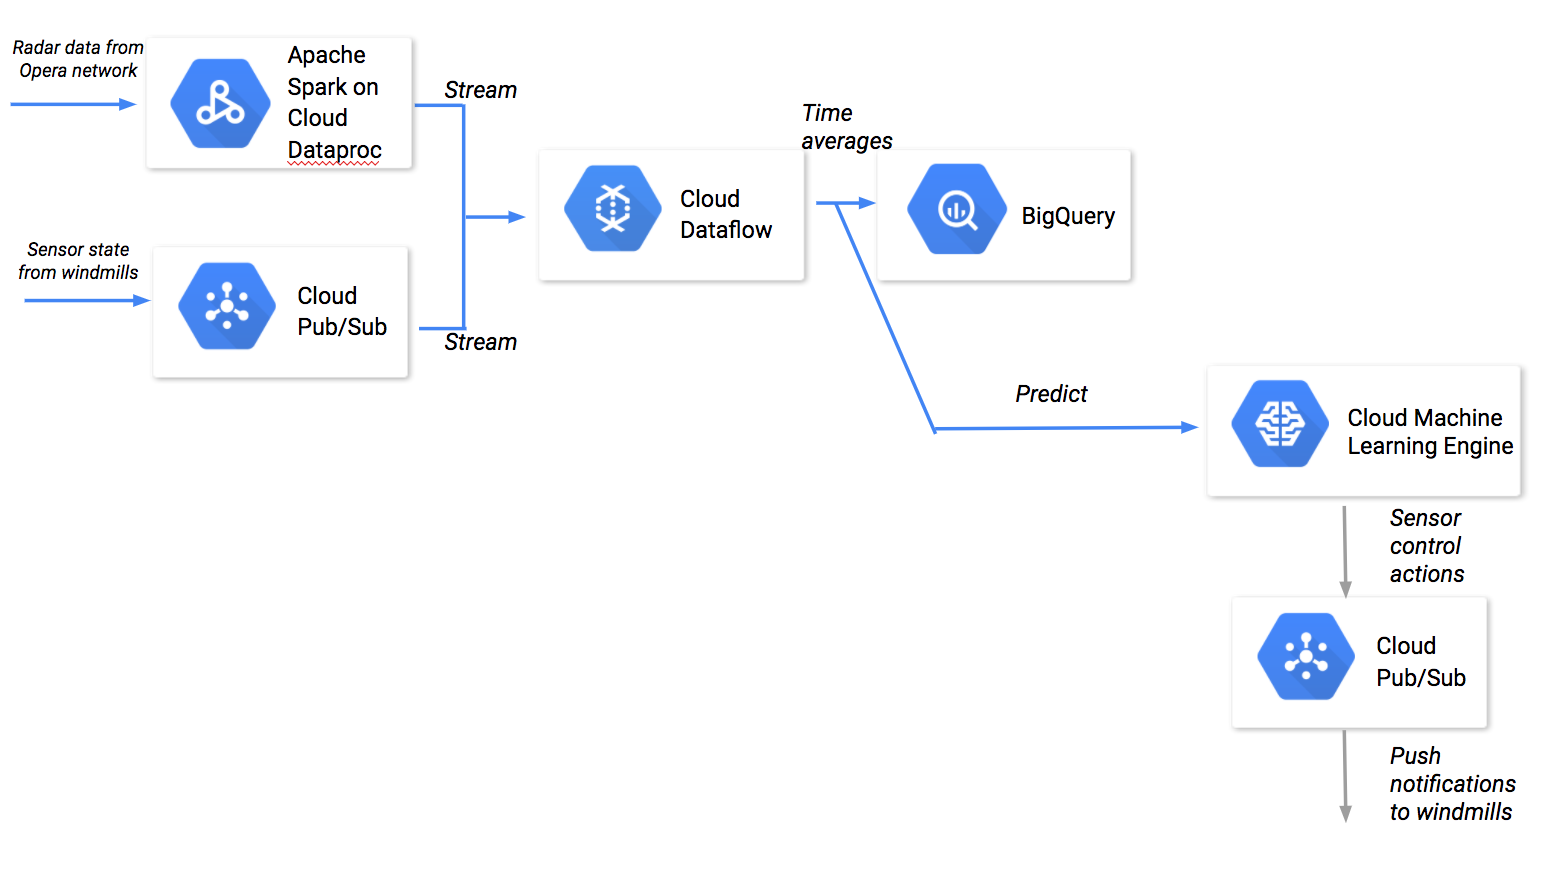 Radar data from
Opera network
Apache
Spark on
Cloud
Dataproc
Stream
Sensor state
from windmills
Cloud
Pub/Sub
Stream
Cloud
Dataflow
Time
averages
BigQuery
Predict
Cloud Machine
Learning Engine
Sensor
control
actions
Cloud
Pub/Sub
Push
notifications
to windmills